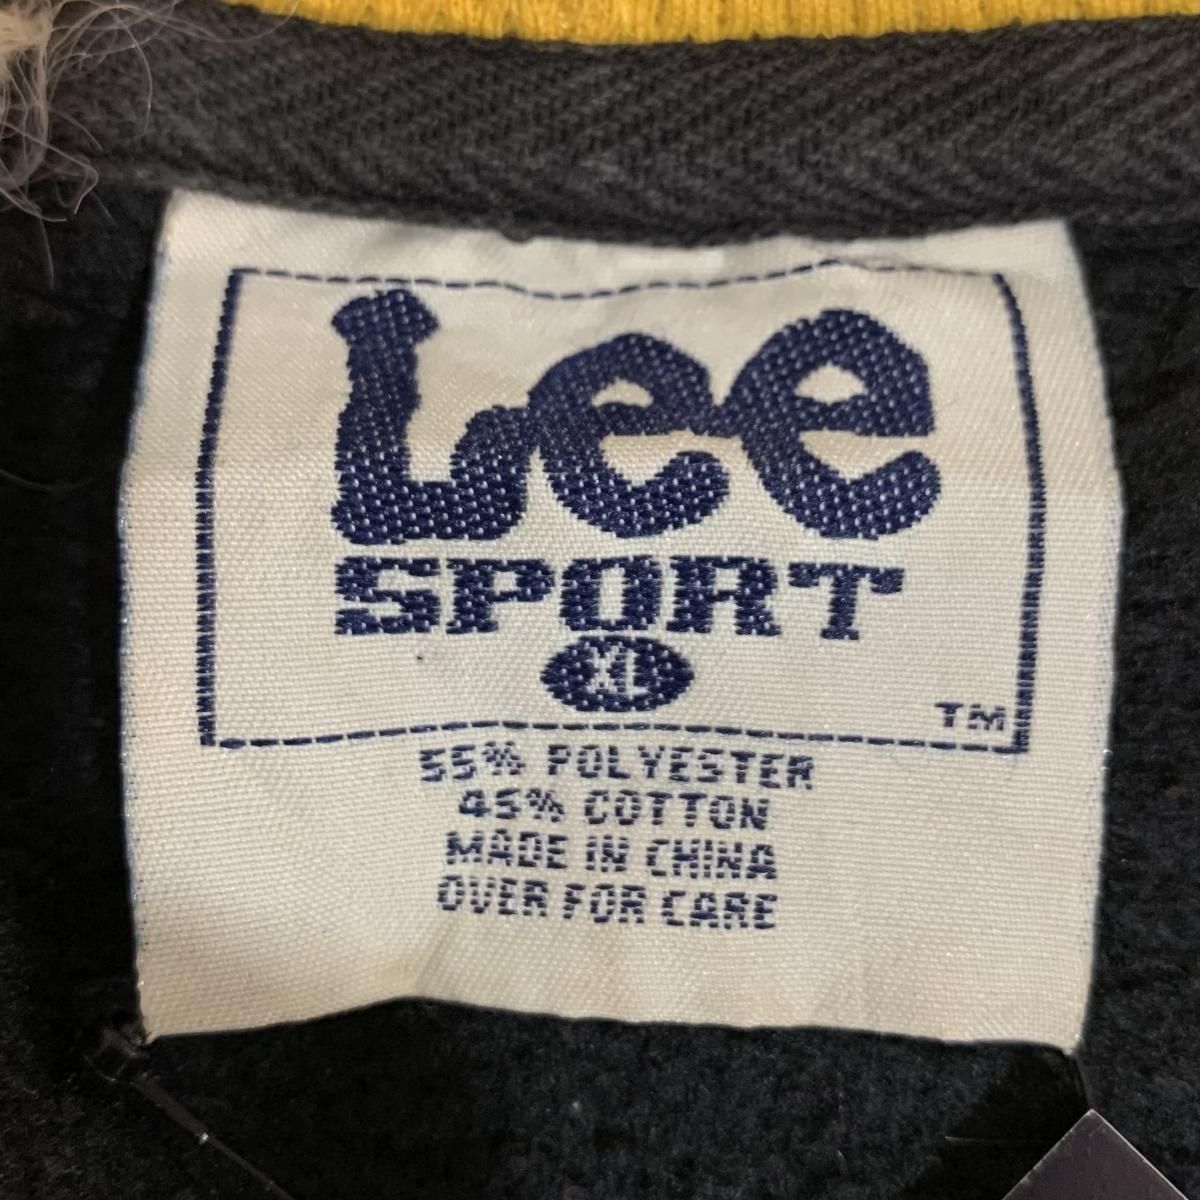 Lee
SPORT
XL
TM
55% POLYESTER
45% COTTON
MADE IN CHINA
OVER FOR CARE